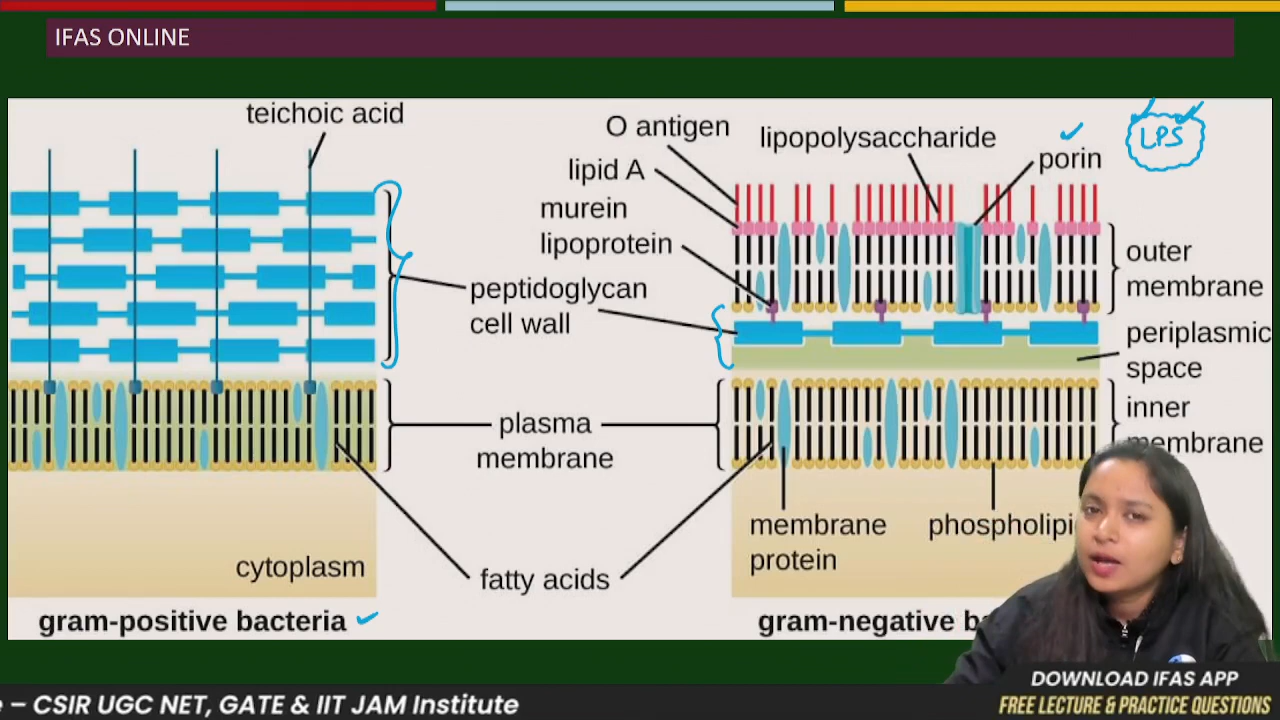 IFAS ONLINE
teichoic acid
O antigen
lipopolysaccharide
LPS
porin
lipid A
murein
lipoprotein
outer
membrane
peptidoglycan
cell wall
periplasmic
space
inner
membrane
plasma
membrane
membrane
protein
phospholipi
cytoplasm
fatty acids
gram-positive bacteria
gram-negative ba
DOWNLOAD IFAS APP
e – CSIR UGC NET, GATE & IIT JAM Institute
FREE LECTURE & PRACTICE QUESTIONS